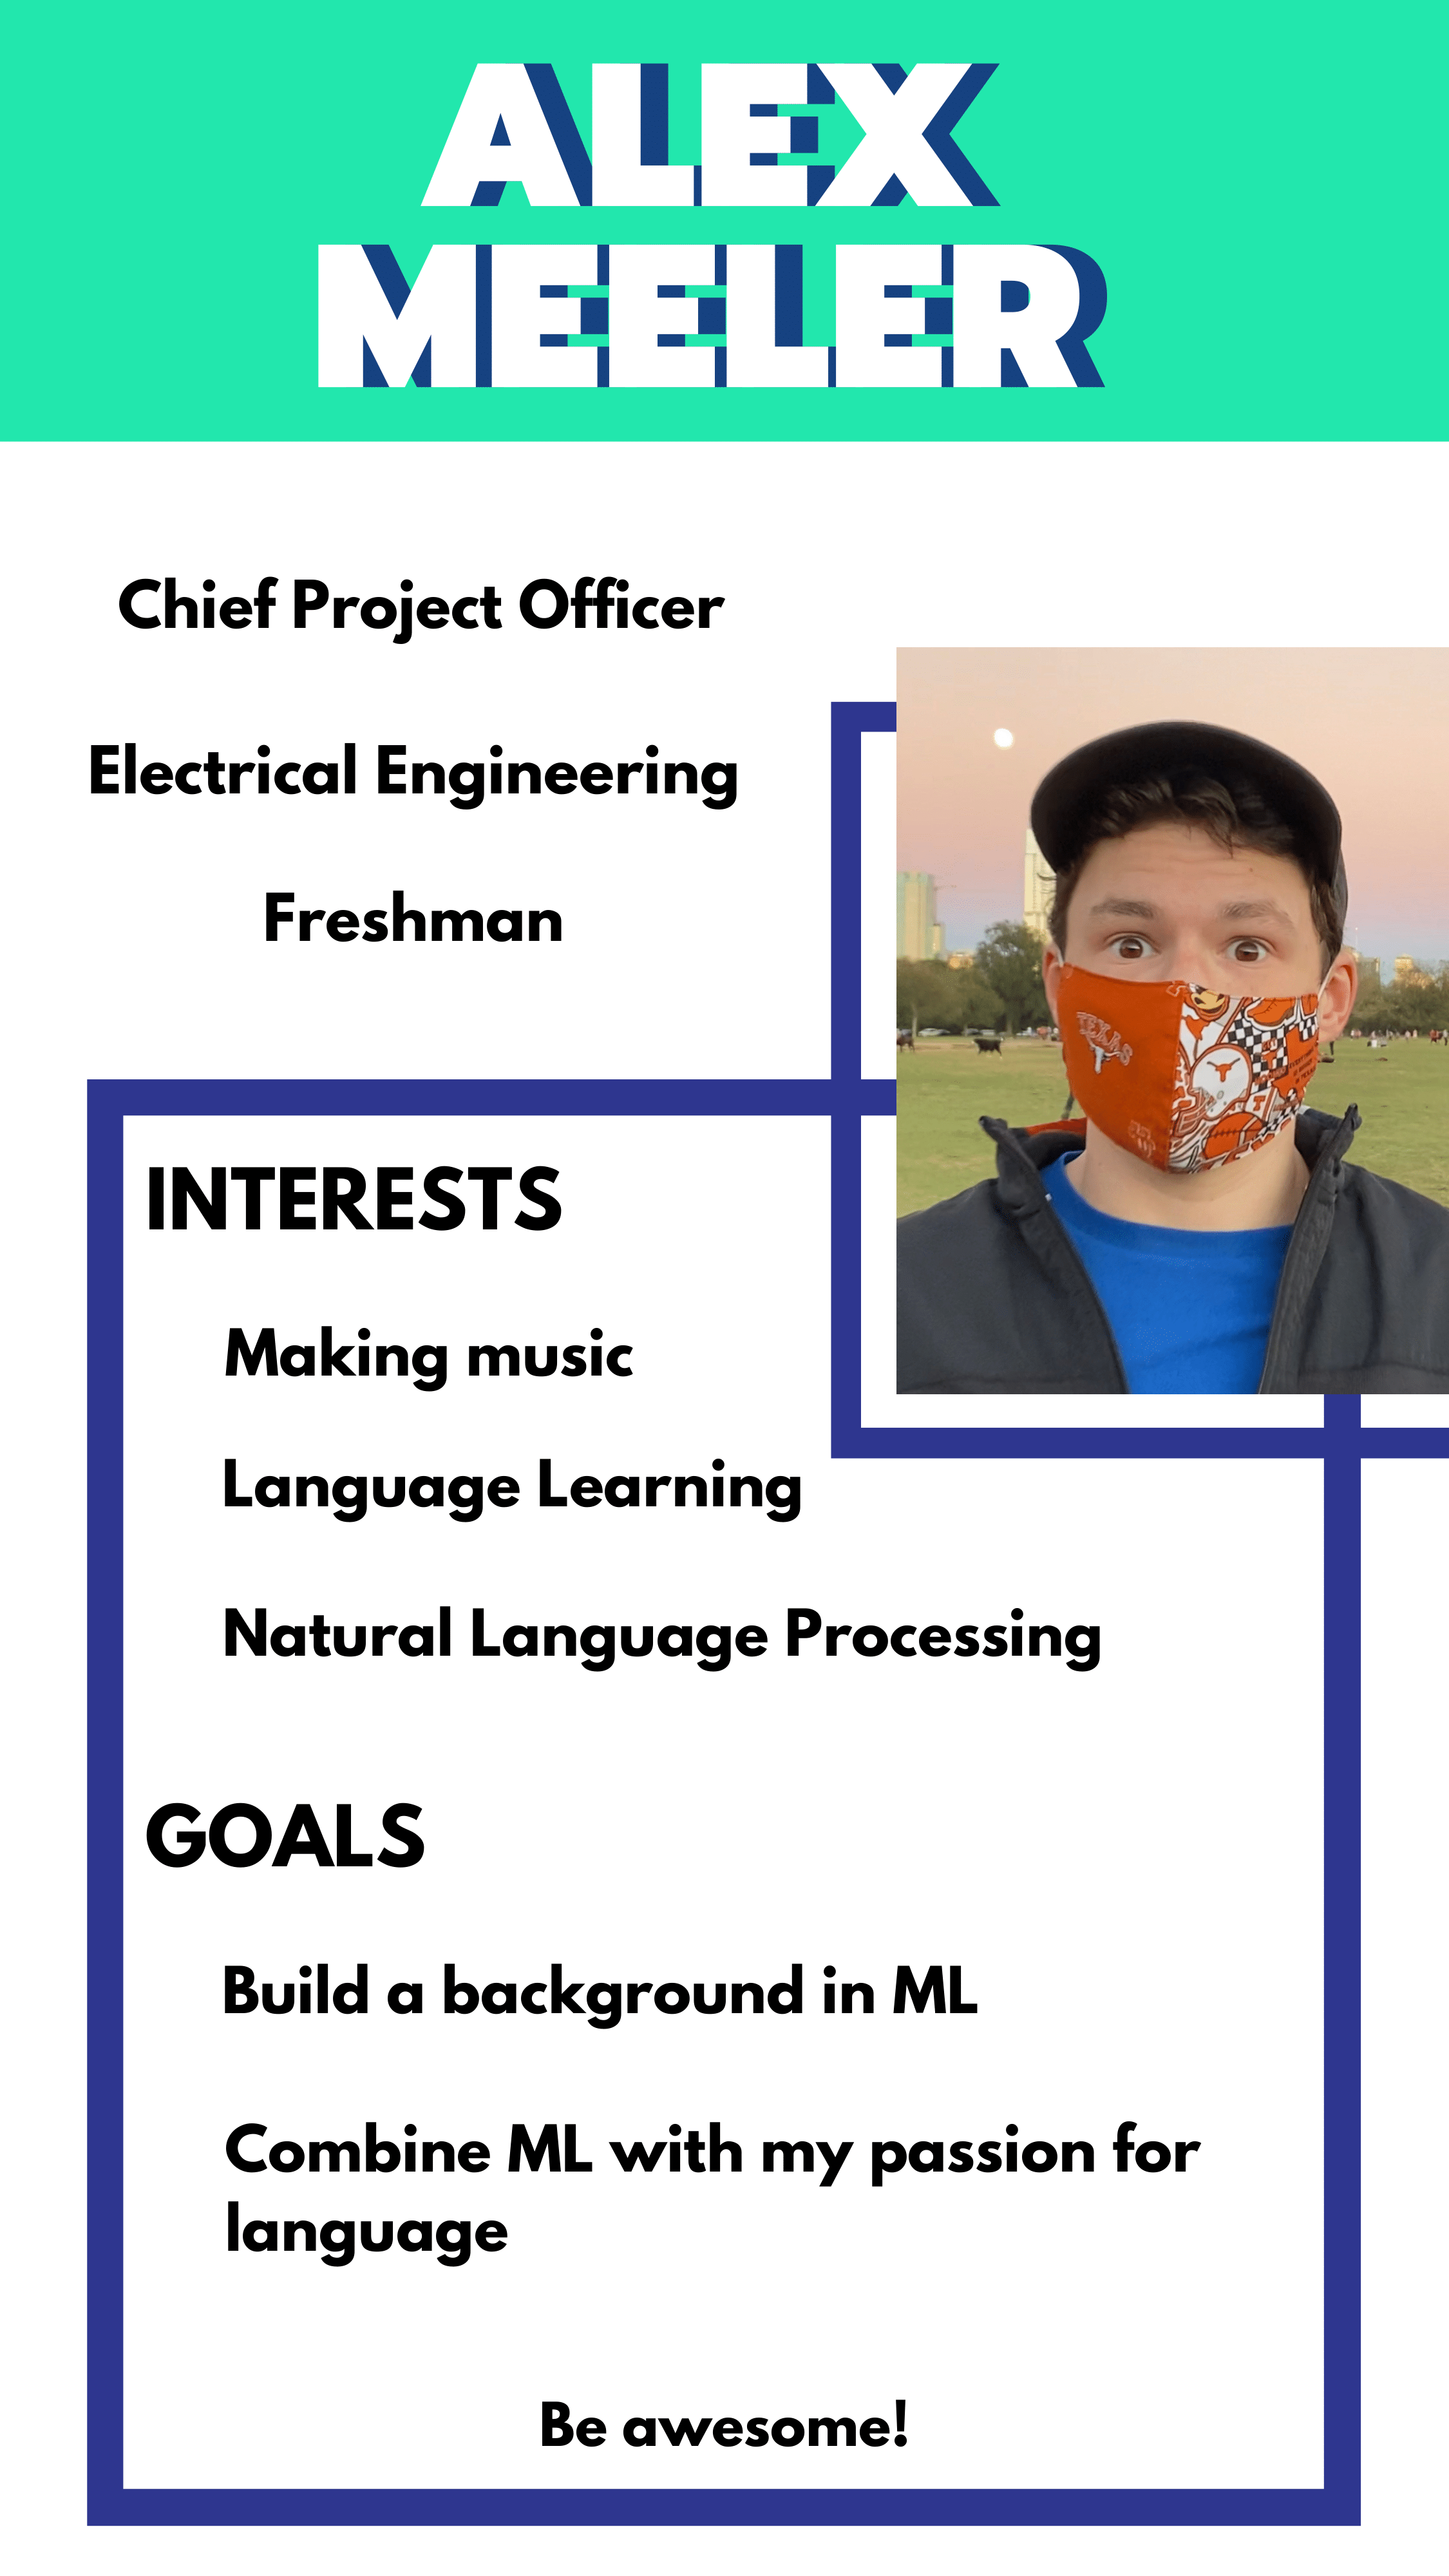 ALEX
MEELER
Chief Project Officer
Electrical Engineering
Freshman
TEXAS
INTERESTS
Making music
Language Learning
Natural Language Processing
GOALS
Build a background in ML
Combine ML with my passion for
language
Be awesome!